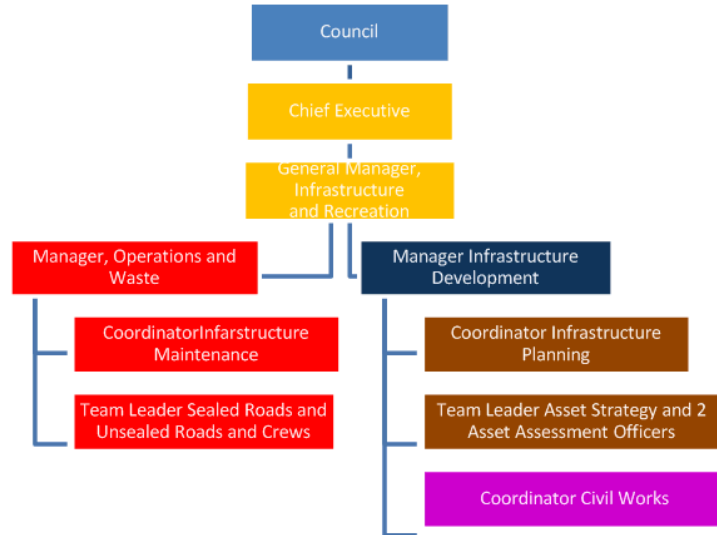 Council
Chief Executive
General Manager,
Infrastructure
and Recreation
Manager, Operations and
Waste
Manager Infrastructure
Development
CoordinatorInfarstructure
Maintenance
Coordinator Infrastructure
Planning
Team Leader Sealed Roads and
Unsealed Roads and Crews
Team Leader Asset Strategy and 2
Asset Assessment Officers
Coordinator Civil Works